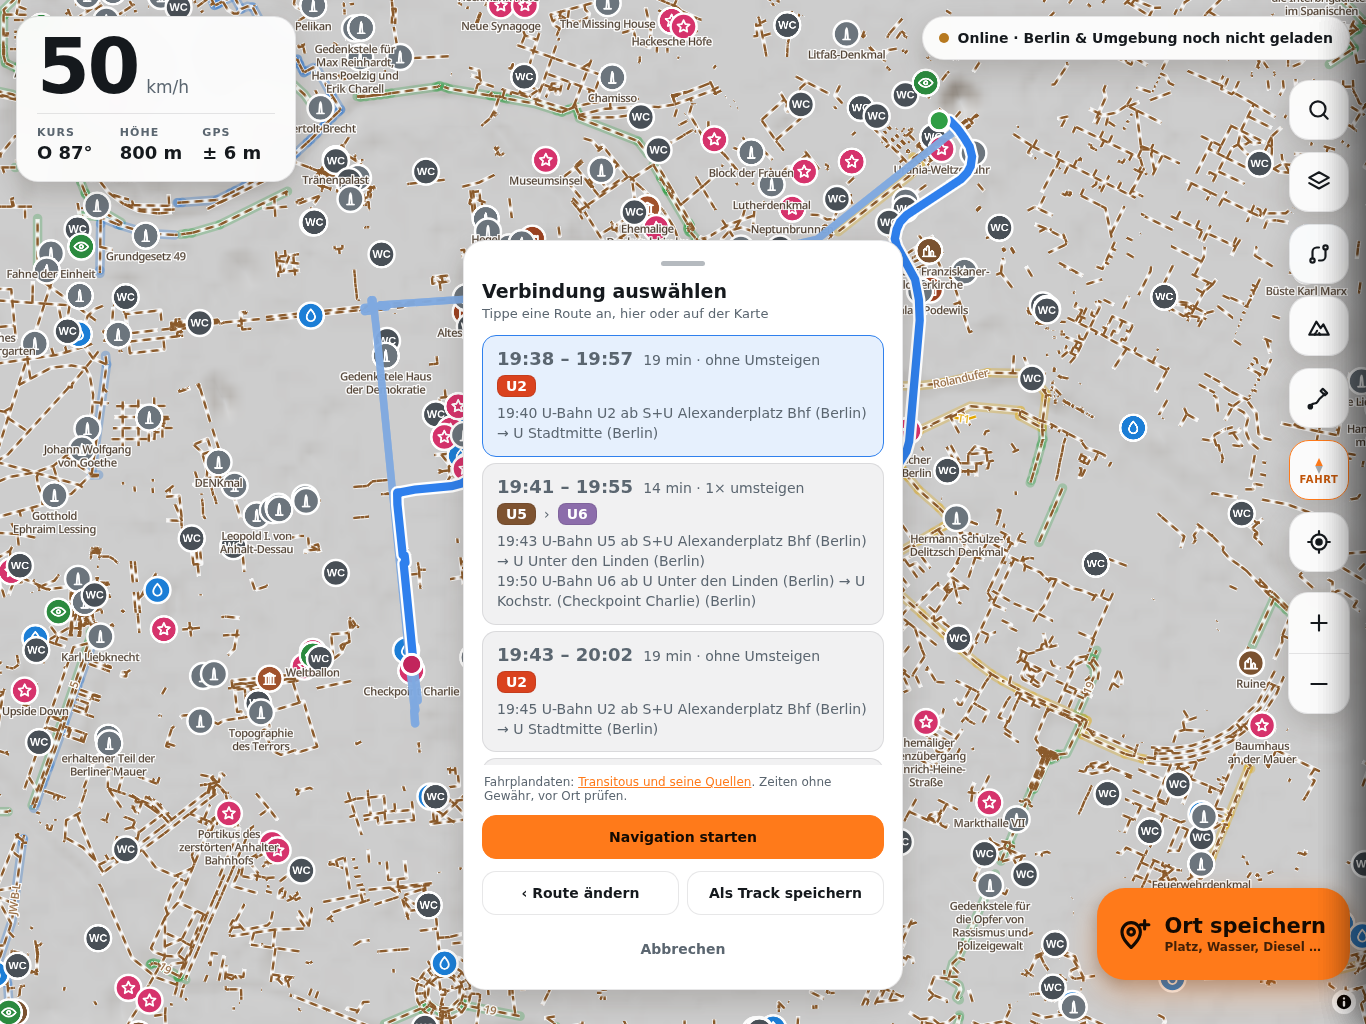 50 km/h
KURS HÖHE GPS
O 87° 800 m ± 6 m
Online · Berlin & Umgebung noch nicht geladen
Pelikan
Neue Synagoge
The Missing House
Hackesche Höfe
Litfaß-Denkmal
im Spanischen
Gedenkstele für
Max Reinhardt,
Hans Poelzig und
Erik Charell
Chamisso
Tränenpalast
Museumsinsel
Block der Frauen
Lutherdenkmal
Ehemalige
Grundgesetz 49
Fahne der Einheit
Büste Karl Marx
Gedenkstele Haus
der Demokratie
Rolandufer
Johann Wolfgang
von Goethe
DENKmal
Gotthold
Ephraim Lessing
Leopold I. von
Anhalt-Dessau
Hermann Schulze-
Delitzsch Denkmal
Karl Liebknecht
Weltballon
Upside Down
Topographie
des Terrors
erhaltener Teil der
Berliner Mauer
Ruine
Baumhaus
an der Mauer
Portikus des
zerstörten Anhalter
Bahnhofs
Markthalle VII
Feuerwehrdenkmal
Gedenkstele für
die Opfer von
Rassismus und
Polizeigewalt
Verbindung auswählen
Tippe eine Route an, hier oder auf der Karte
19:38 – 19:57 19 min · ohne Umsteigen
U2
19:40 U-Bahn U2 ab S+U Alexanderplatz Bhf (Berlin)
→ U Stadtmitte (Berlin)
19:41 – 19:55 14 min · 1× umsteigen
U5 › U6
19:43 U-Bahn U5 ab S+U Alexanderplatz Bhf (Berlin)
→ U Unter den Linden (Berlin)
19:50 U-Bahn U6 ab U Unter den Linden (Berlin) → U
Kochstr. (Checkpoint Charlie) (Berlin)
19:43 – 20:02 19 min · ohne Umsteigen
U2
19:45 U-Bahn U2 ab S+U Alexanderplatz Bhf (Berlin)
→ U Stadtmitte (Berlin)
Fahrplandaten: Transitous und seine Quellen. Zeiten ohne
Gewähr, vor Ort prüfen.
Navigation starten
‹ Route ändern
Als Track speichern
Abbrechen
FAHRT
+
−
Ort speichern
Platz, Wasser, Diesel …